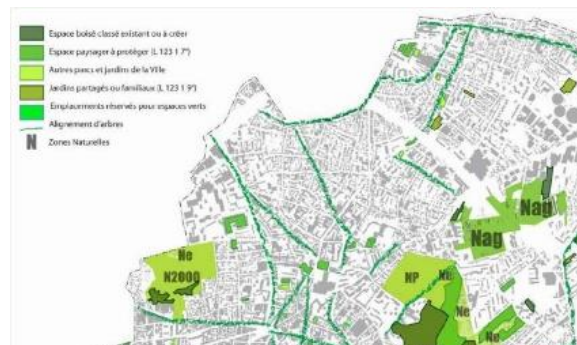 Espace boisé classé existant ou à créer
Espace paysager à protéger (L 123 1 7°)
Autres parcs et jardins de la Ville
Jardins partagés ou familiaux (L 123 1 9°)
Emplacements réservés pour espaces verts
Alignement d'arbres
N Zones Naturelles
Nag
Nag
Ne
N2000
NP
Ne
Ne